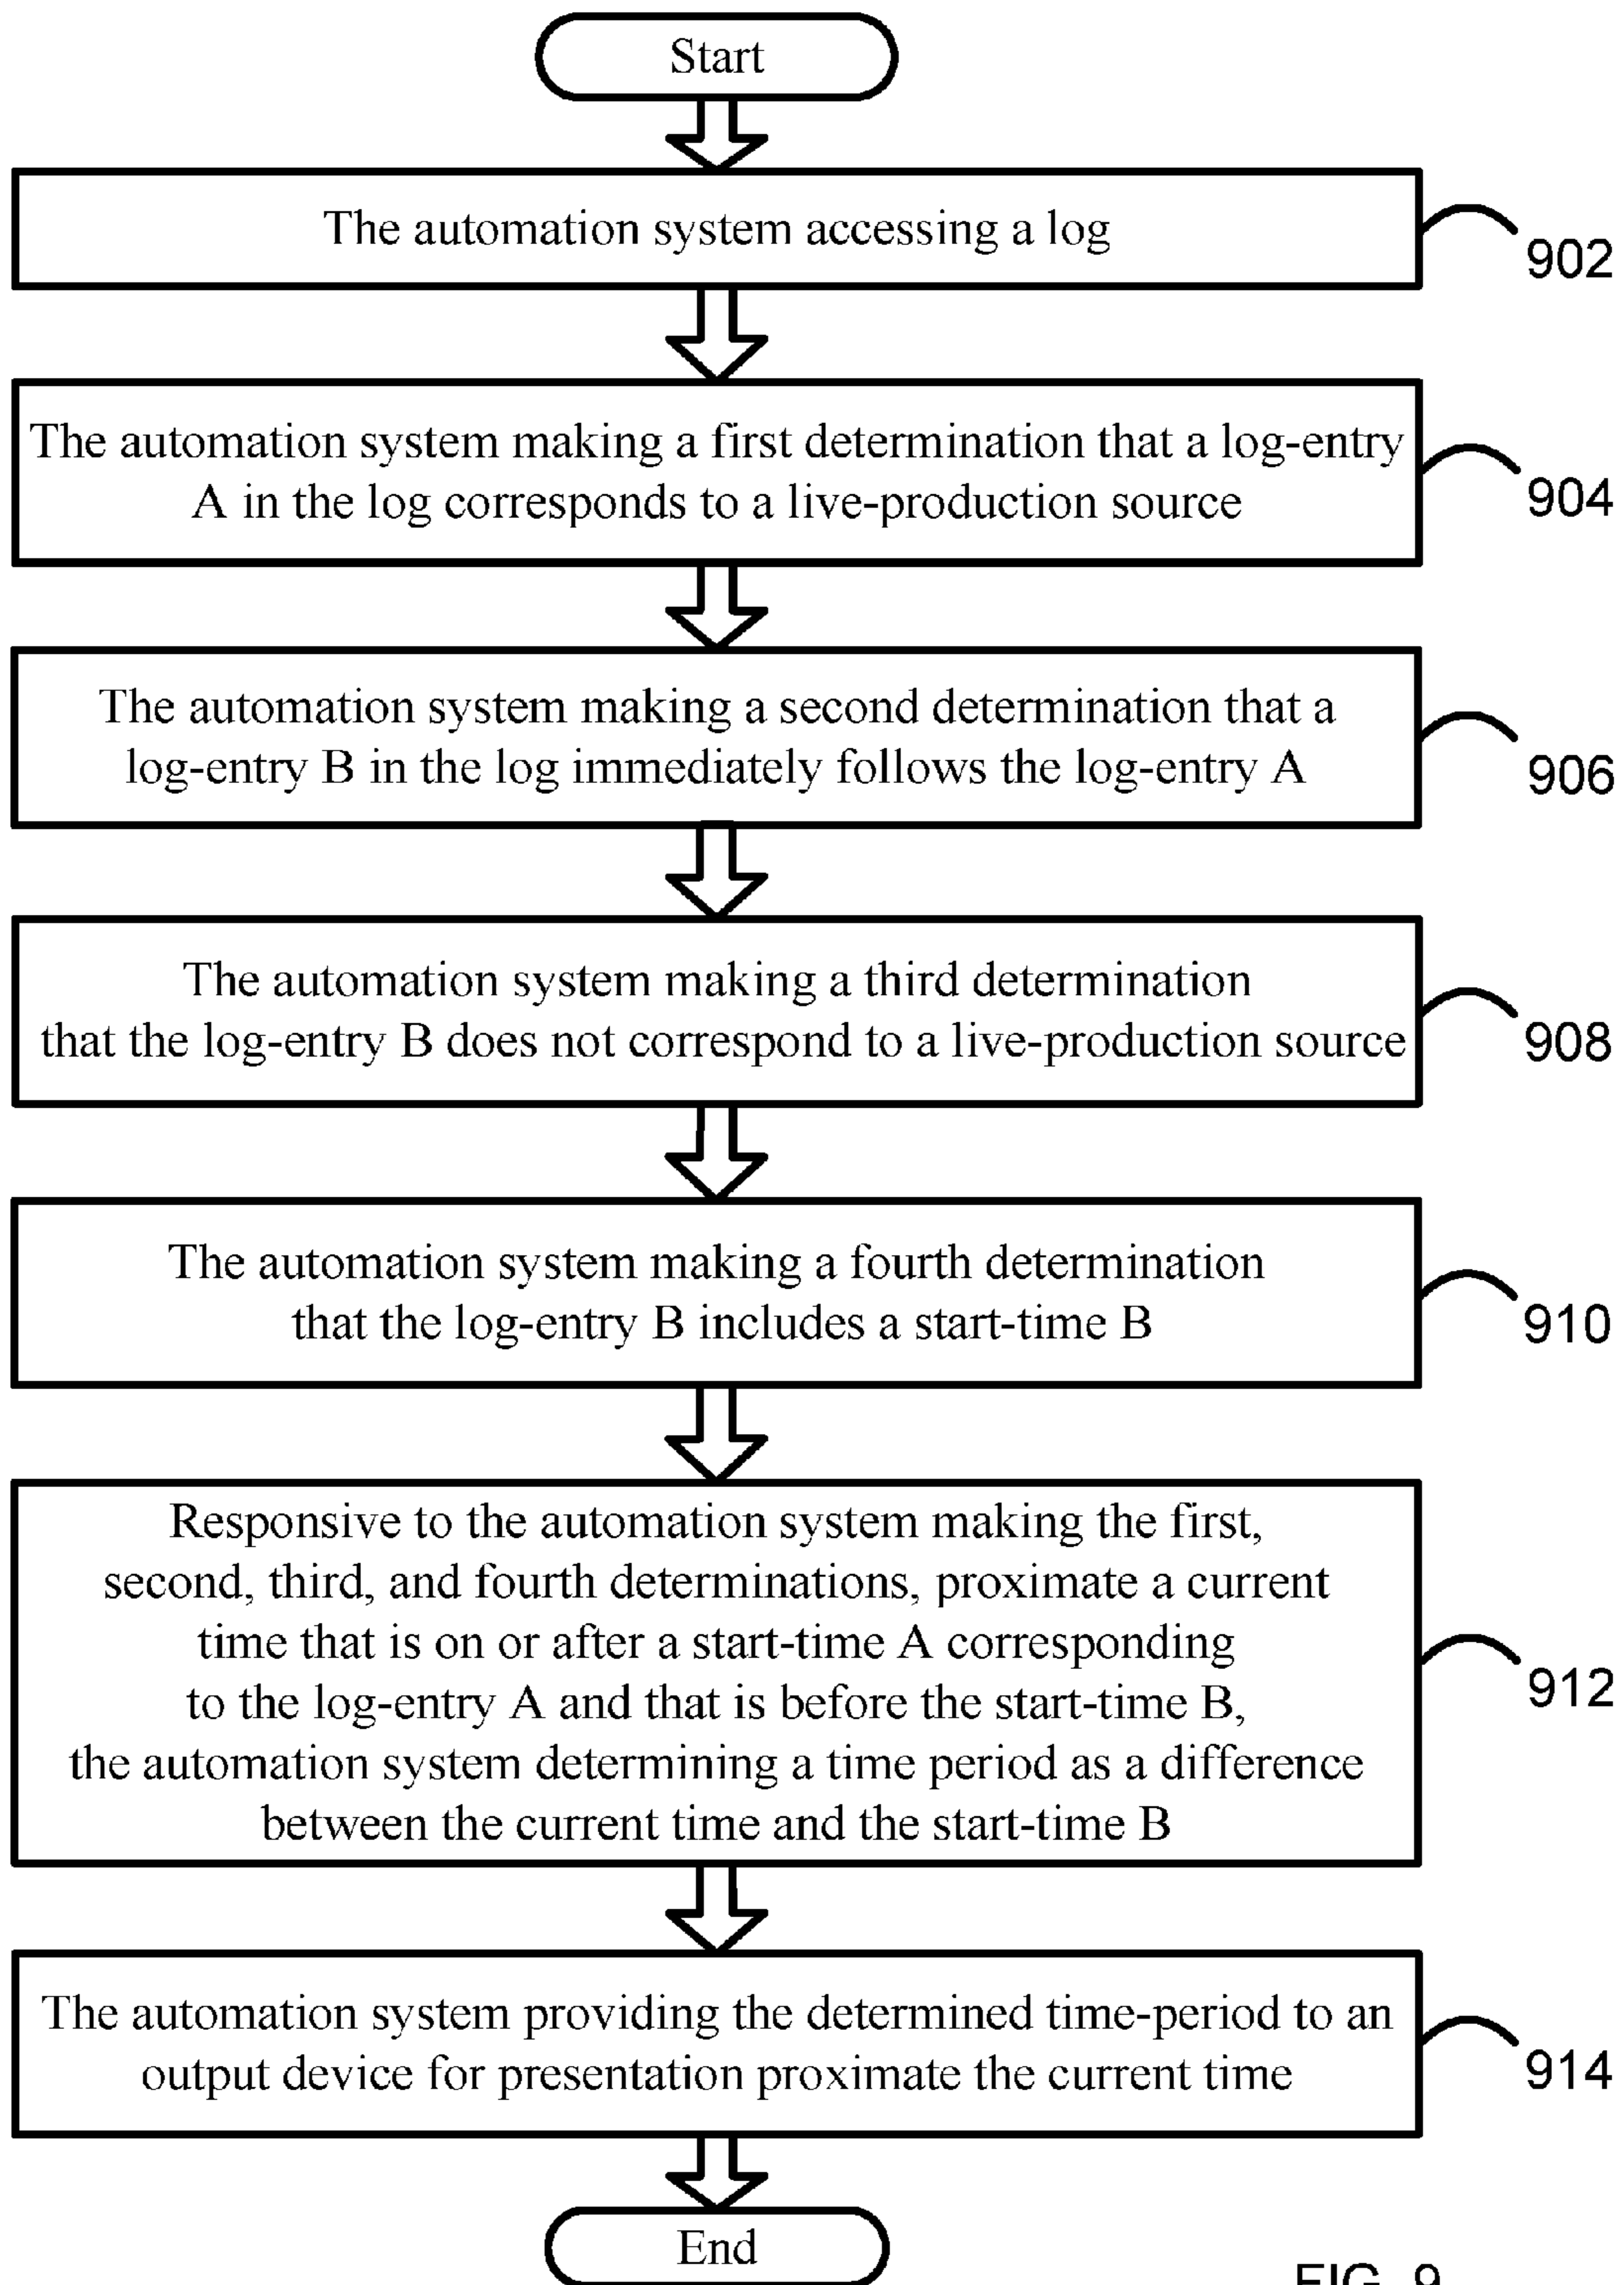 Start
The automation system accessing a log
902
The automation system making a first determination that a log-entry
A in the log corresponds to a live-production source
904
The automation system making a second determination that a
log-entry B in the log immediately follows the log-entry A
906
The automation system making a third determination
that the log-entry B does not correspond to a live-production source
908
The automation system making a fourth determination
that the log-entry B includes a start-time B
910
Responsive to the automation system making the first,
second, third, and fourth determinations, proximate a current
time that is on or after a start-time A corresponding
to the log-entry A and that is before the start-time B,
the automation system determining a time period as a difference
between the current time and the start-time B
912
The automation system providing the determined time-period to an
output device for presentation proximate the current time
914
End
FIG. 9